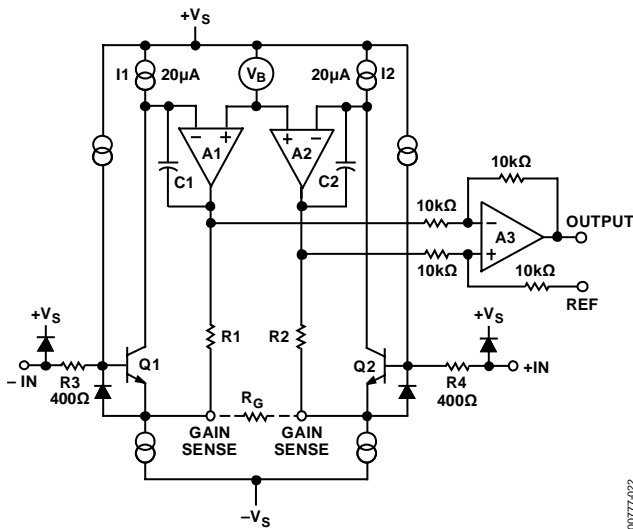 +VS
I1 20µA VB 20µA I2
− + + −
A1 A2
C1 C2
10kΩ
10kΩ − OUTPUT
A3
10kΩ + 10kΩ
REF
+VS R1 R2 +VS
− IN Q1 Q2 +IN
R3 R4
400Ω RG 400Ω
GAIN GAIN
SENSE SENSE
−VS
00777-022